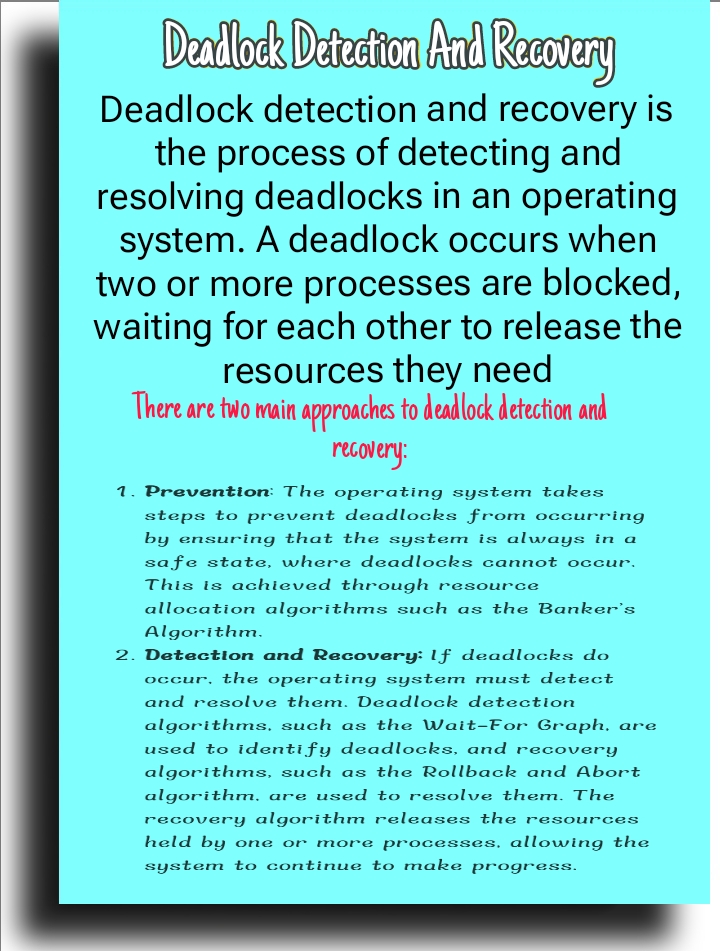 Deadlock Detection And Recovery
Deadlock detection and recovery is
the process of detecting and
resolving deadlocks in an operating
system. A deadlock occurs when
two or more processes are blocked,
waiting for each other to release the
resources they need
There are two main approaches to deadlock detection and
recovery:
1. Prevention: The operating system takes
steps to prevent deadlocks from occurring
by ensuring that the system is always in a
safe state, where deadlocks cannot occur.
This is achieved through resource
allocation algorithms such as the Banker's
Algorithm.
2. Detection and Recovery: If deadlocks do
occur, the operating system must detect
and resolve them. Deadlock detection
algorithms, such as the Wait-For Graph, are
used to identify deadlocks, and recovery
algorithms, such as the Rollback and Abort
algorithm, are used to resolve them. The
recovery algorithm releases the resources
held by one or more processes, allowing the
system to continue to make progress.